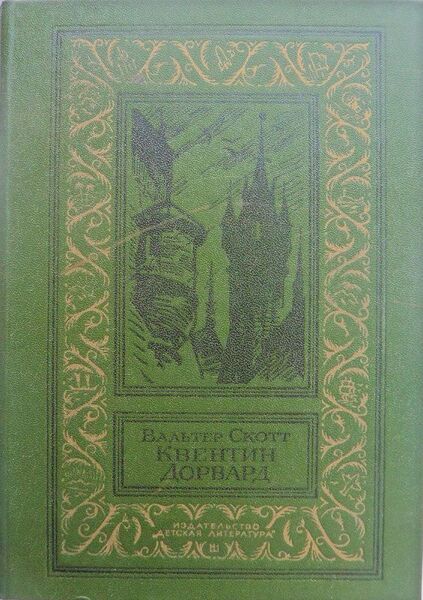 Вальтер Скотт
Квентин
Дорвард
ИЗДАТЕЛЬСТВО
"ДЕТСКАЯ ЛИТЕРАТУРА"